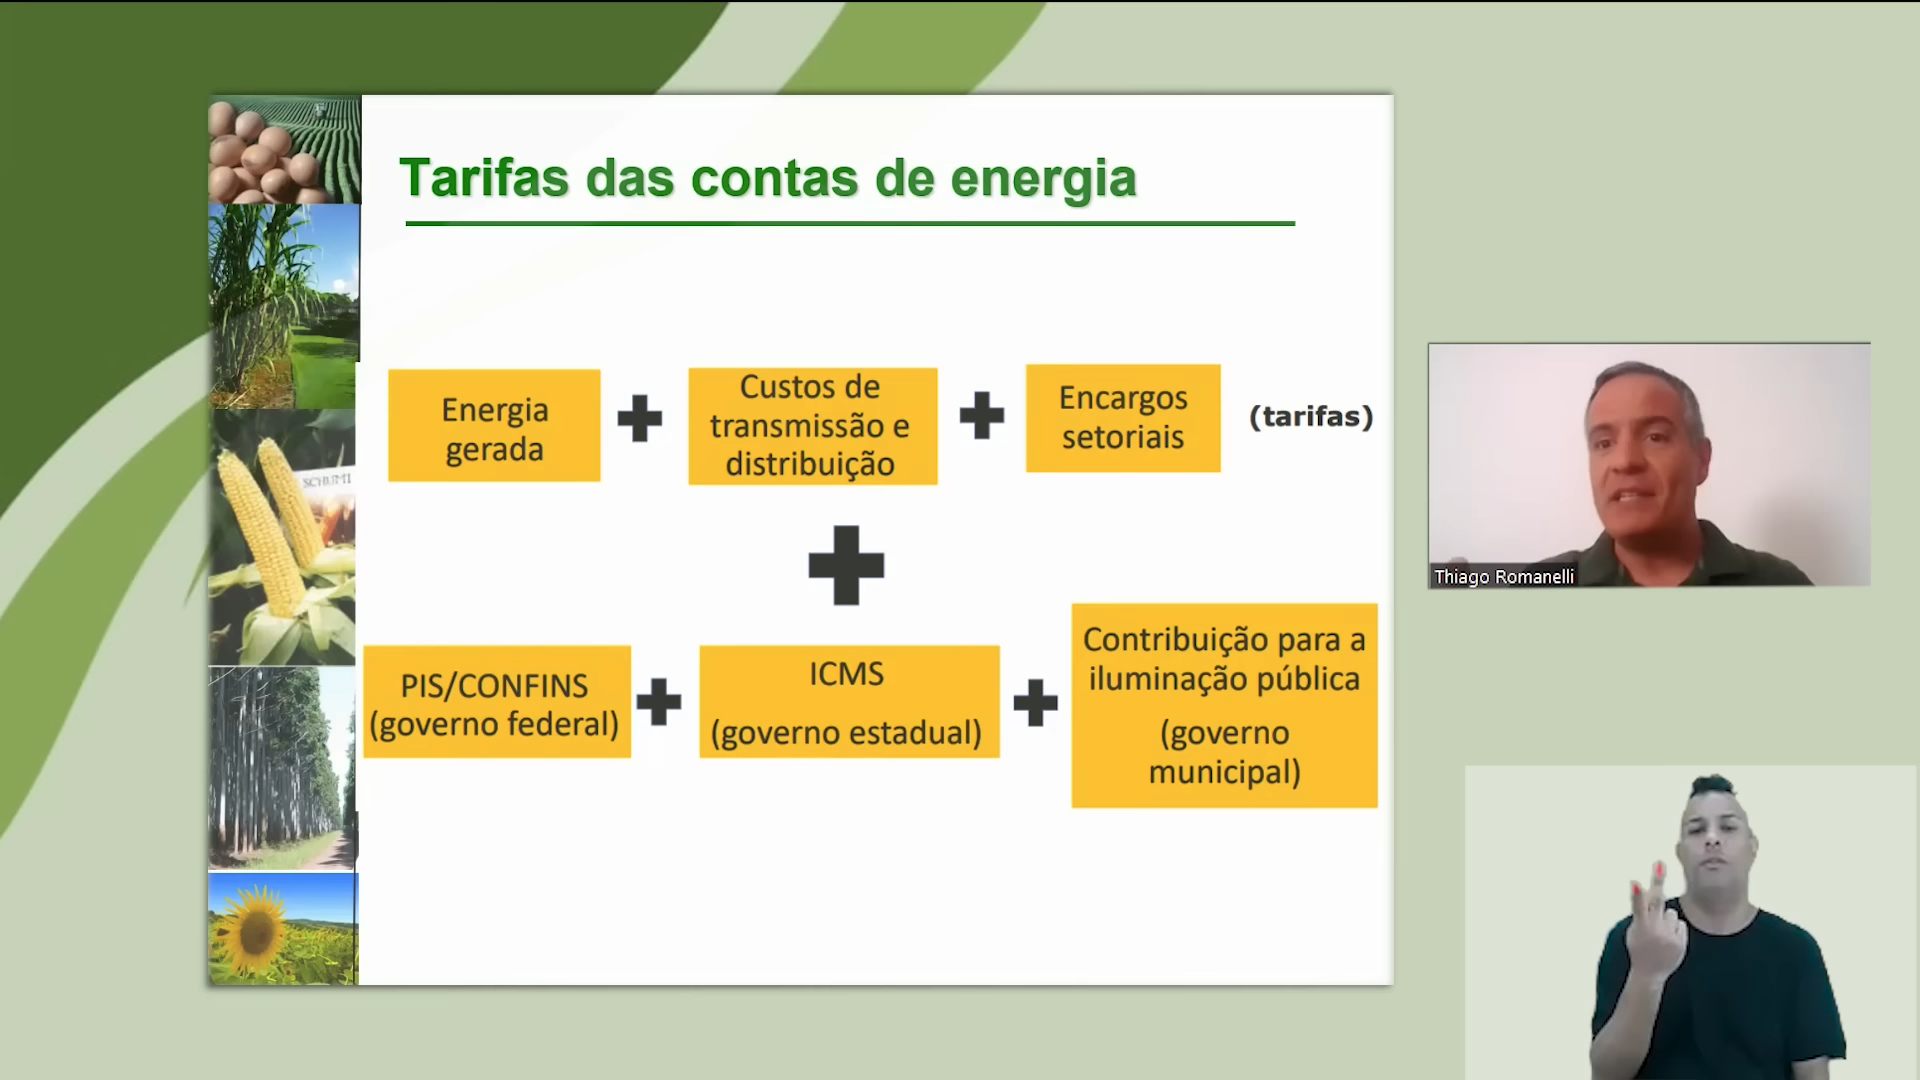 Tarifas das contas de energia
Energia
gerada
Custos de
transmissão e
distribuição
Encargos
setoriais
(tarifas)
PIS/CONFINS
(governo federal)
ICMS
(governo estadual)
Contribuição para a
iluminação pública
(governo
municipal)
Thiago Romanelli